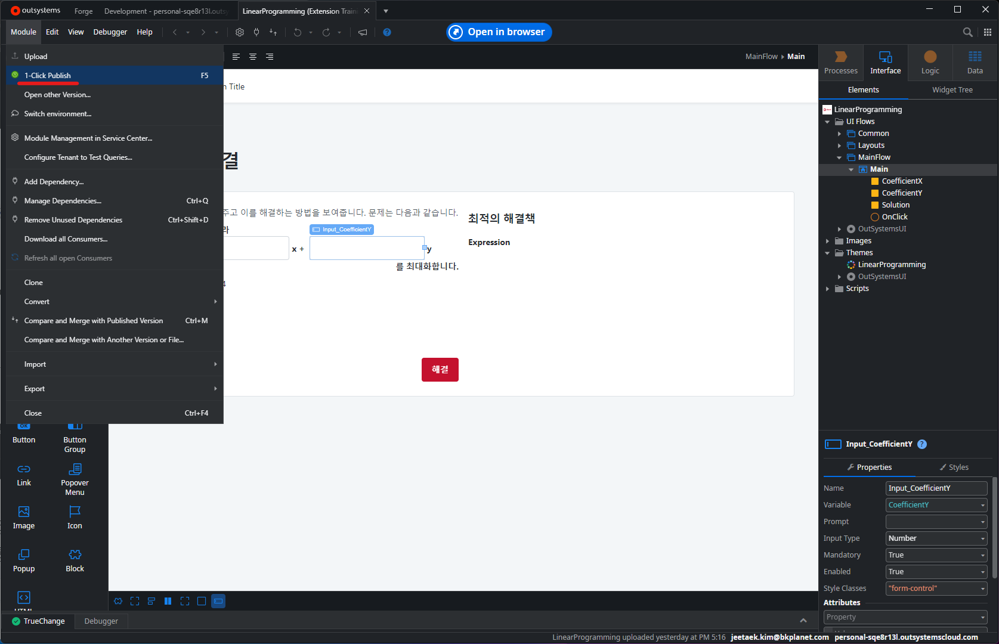 outsystems
Forge
Development - personal-sqe8r13l.outsy
LinearProgramming (Extension Traini
Module
Edit
View
Debugger
Help
Open in browser
Upload
1-Click Publish F5
Open other Version...
Switch environment...
Module Management in Service Center...
Configure Tenant to Test Queries...
Add Dependency...
Manage Dependencies... Ctrl+Q
Remove Unused Dependencies Ctrl+Shift+D
Download all Consumers...
Refresh all open Consumers
Clone
Convert
Compare and Merge with Published Version Ctrl+M
Compare and Merge with Another Version or File...
Import
Export
Close Ctrl+F4
Button
Button Group
Link
Popover Menu
Image
Icon
Popup
Block
MainFlow Main
n Title
결
주고 이를 해결하는 방법을 보여줍니다. 문제는 다음과 같습니다.
라
Input_CoefficientY
x +
y
를 최대화합니다.
4
해결
최적의 해결책
Expression
Processes
Interface
Logic
Data
Elements
Widget Tree
LinearProgramming
UI Flows
Common
Layouts
MainFlow
Main
CoefficientX
CoefficientY
Solution
OnClick
OutSystemsUI
Images
Themes
LinearProgramming
OutSystemsUI
Scripts
Input_CoefficientY ?
Properties
Styles
Name Input_CoefficientY
Variable CoefficientY
Prompt
Input Type Number
Mandatory True
Enabled True
Style Classes "form-control"
Attributes
Property
TrueChange
Debugger
LinearProgramming uploaded yesterday at PM 5:16 jeetaek.kim@bkplanet.com personal-sqe8r13l.outsystemscloud.com